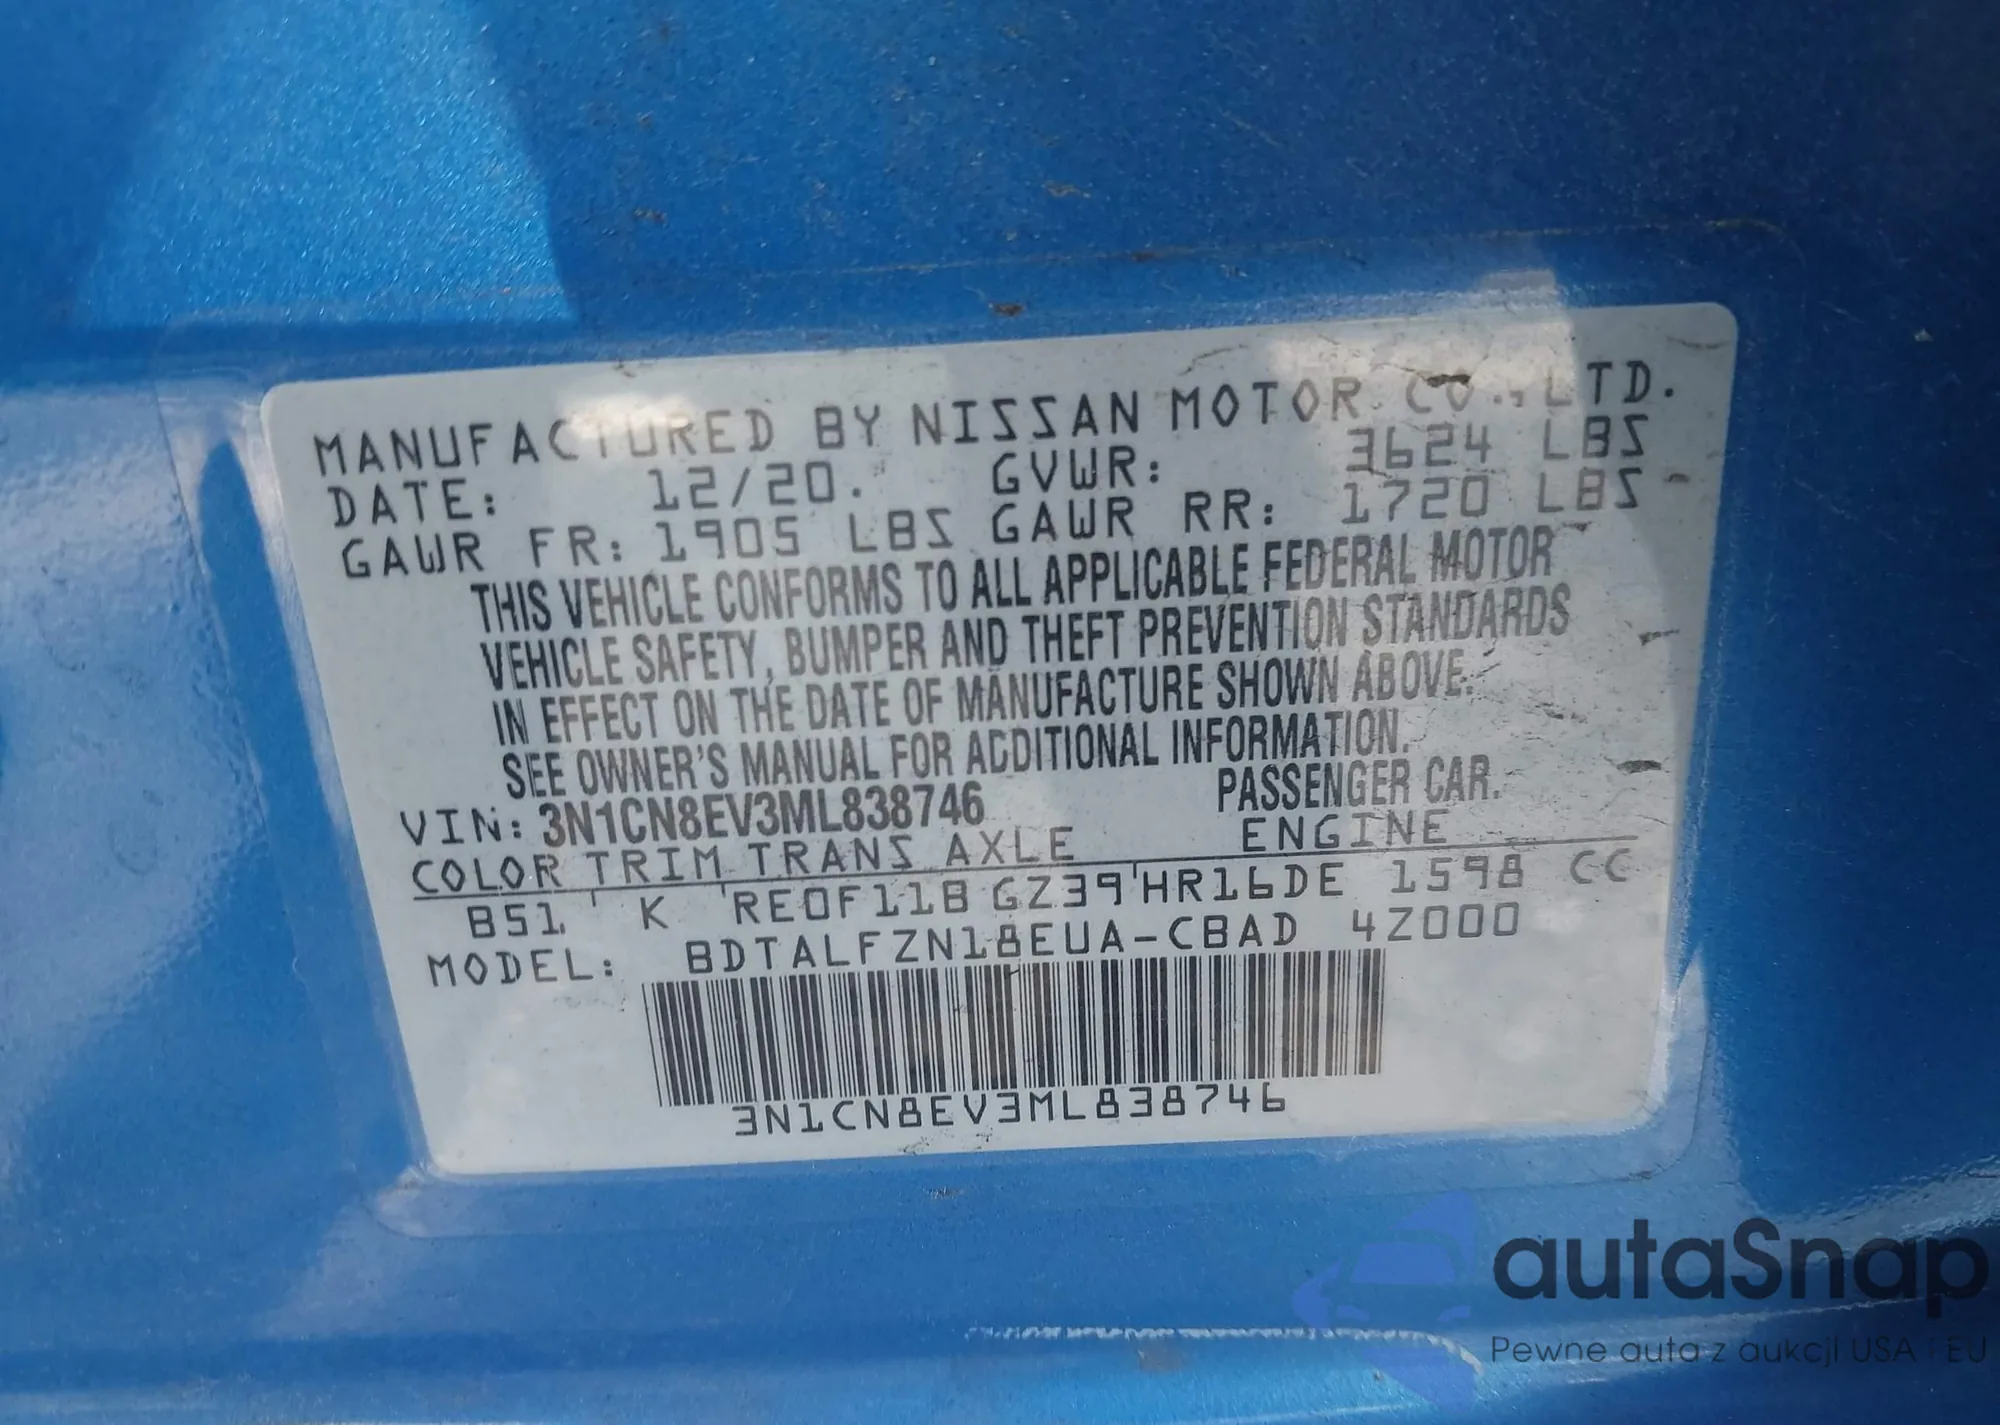 MANUFACTURED BY NISSAN MOTOR CO., LTD.
DATE: 12/20. GVWR: 3624 LBS
GAWR FR: 1905 LBS GAWR RR: 1720 LBS
THIS VEHICLE CONFORMS TO ALL APPLICABLE FEDERAL MOTOR
VEHICLE SAFETY, BUMPER AND THEFT PREVENTION STANDARDS
IN EFFECT ON THE DATE OF MANUFACTURE SHOWN ABOVE.
SEE OWNER'S MANUAL FOR ADDITIONAL INFORMATION.
VIN: 3N1CN8EV3ML838746 PASSENGER CAR.
COLOR TRIM TRANS AXLE ENGINE
B51 K RE0F11B GZ39 HR16DE 1598 CC
MODEL: BDTALFZN18EUA-CBAD 4Z000
3N1CN8EV3ML838746
autaSnap
Pewne auta z aukcji USA i EU